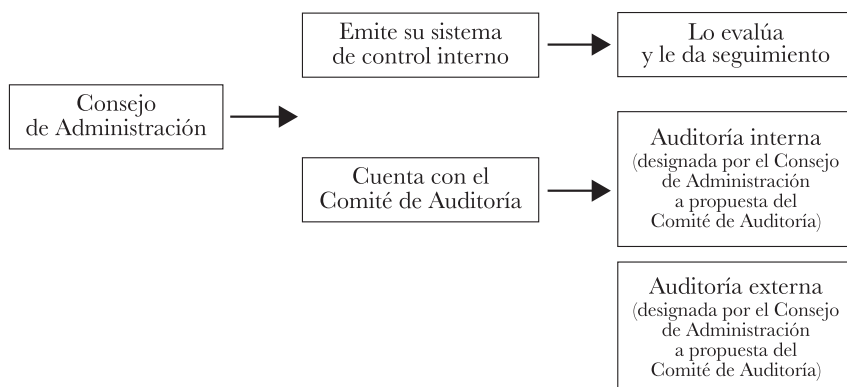 Consejo
de Administración
Emite su sistema
de control interno
Lo evalúa
y le da seguimiento
Cuenta con el
Comité de Auditoría
Auditoría interna
(designada por el Consejo
de Administración
a propuesta del
Comité de Auditoría)
Auditoría externa
(designada por el Consejo
de Administración
a propuesta del
Comité de Auditoría)